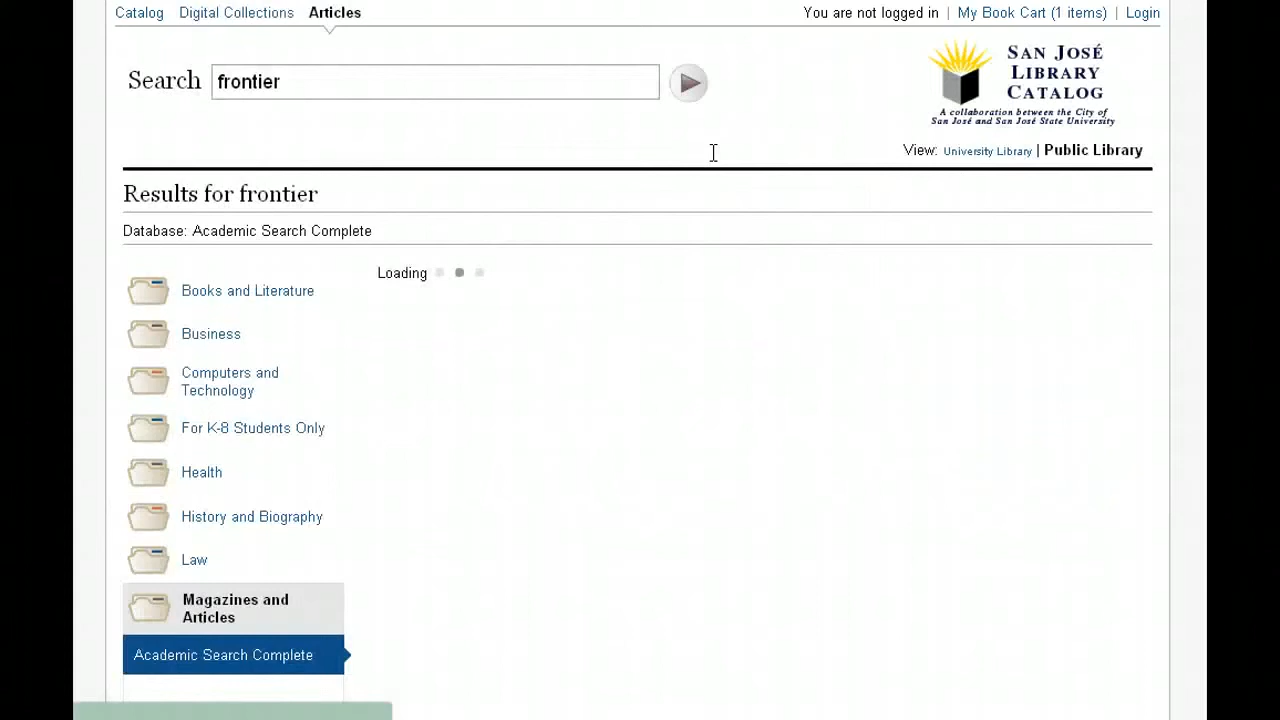 Catalog Digital Collections Articles You are not logged in | My Book Cart (1 items) | Login
Search frontier
SAN JOSÉ
LIBRARY
CATALOG
A collaboration between the City of
San José and San José State University
View: University Library | Public Library
Results for frontier
Database: Academic Search Complete
Loading
Books and Literature
Business
Computers and
Technology
For K-8 Students Only
Health
History and Biography
Law
Magazines and
Articles
Academic Search Complete